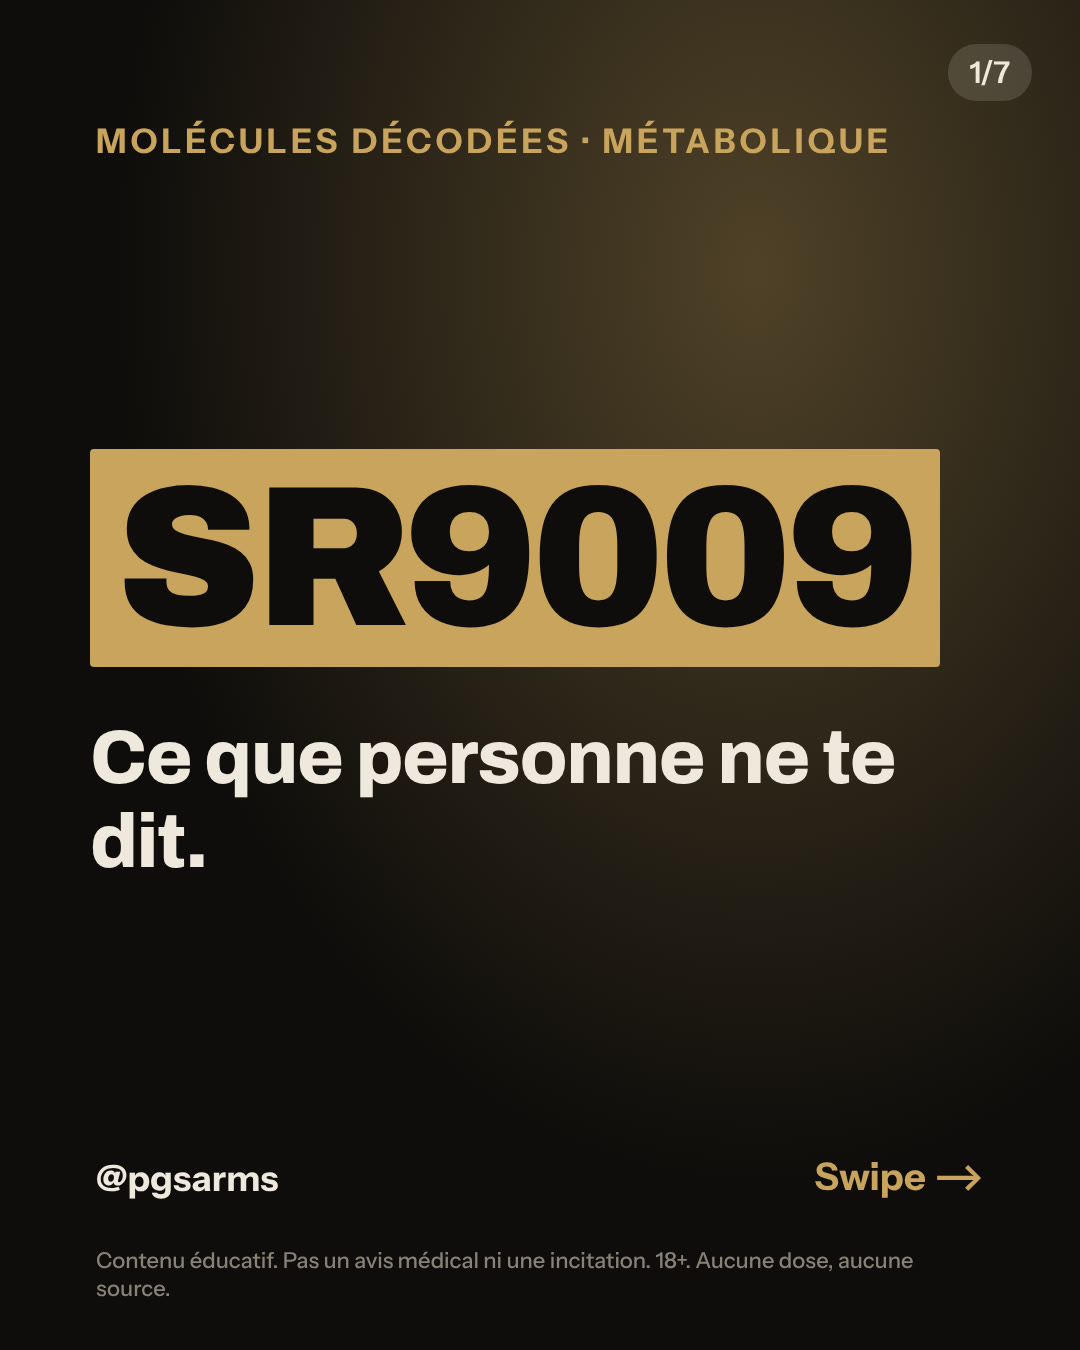 1/7
MOLÉCULES DÉCODÉES · MÉTABOLIQUE
SR9009
Ce que personne ne te
dit.
@pgsarms
Swipe →
Contenu éducatif. Pas un avis médical ni une incitation. 18+. Aucune dose, aucune
source.